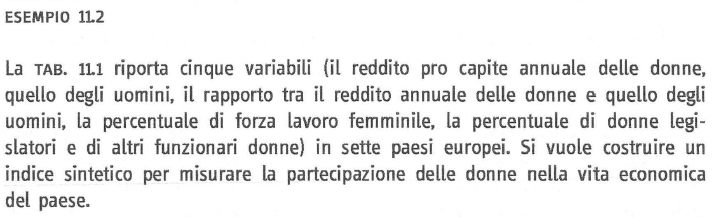 ESEMPIO 11.2
La TAB. 11.1 riporta cinque variabili (il reddito pro capite annuale delle donne,
quello degli uomini, il rapporto tra il reddito annuale delle donne e quello degli
uomini, la percentuale di forza lavoro femminile, la percentuale di donne legi-
slatori e di altri funzionari donne) in sette paesi europei. Si vuole costruire un
indice sintetico per misurare la partecipazione delle donne nella vita economica
del paese.